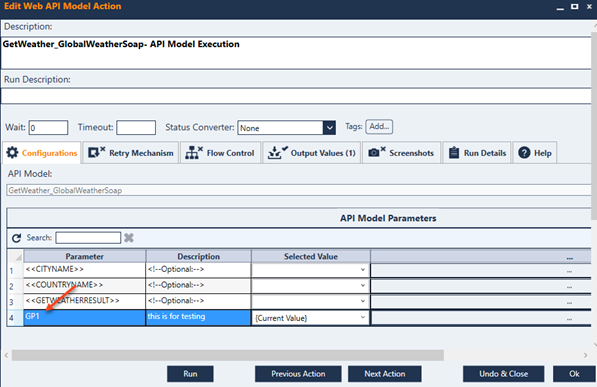 Edit Web API Model Action
Description:
GetWeather_GlobalWeatherSoap- API Model Execution
Run Description:
Wait: 0 Timeout: Status Converter: None Tags: Add...
Configurations Retry Mechanism Flow Control Output Values (1) Screenshots Run Details Help
API Model:
GetWeather_GlobalWeatherSoap
API Model Parameters
Search:
Parameter Description Selected Value ...
1 <<CITYNAME>> <!--Optional:--> ...
2 <<COUNTRYNAME>> <!--Optional:--> ...
3 <<GETWEATHERRESULT>> <!--Optional:--> ...
4 GP1 this is for testing {Current Value} ...
Run Previous Action Next Action Undo & Close Ok